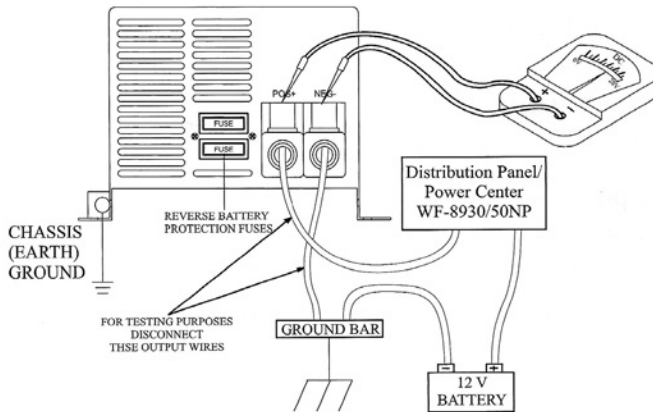 DC
0V
+
-
POS+ NEG-
FUSE
FUSE
Distribution Panel/
Power Center
WF-8930/50NP
REVERSE BATTERY
PROTECTION FUSES
CHASSIS
(EARTH)
GROUND
FOR TESTING PURPOSES
DISCONNECT
THSE OUTPUT WIRES
GROUND BAR
- +
12 V
BATTERY